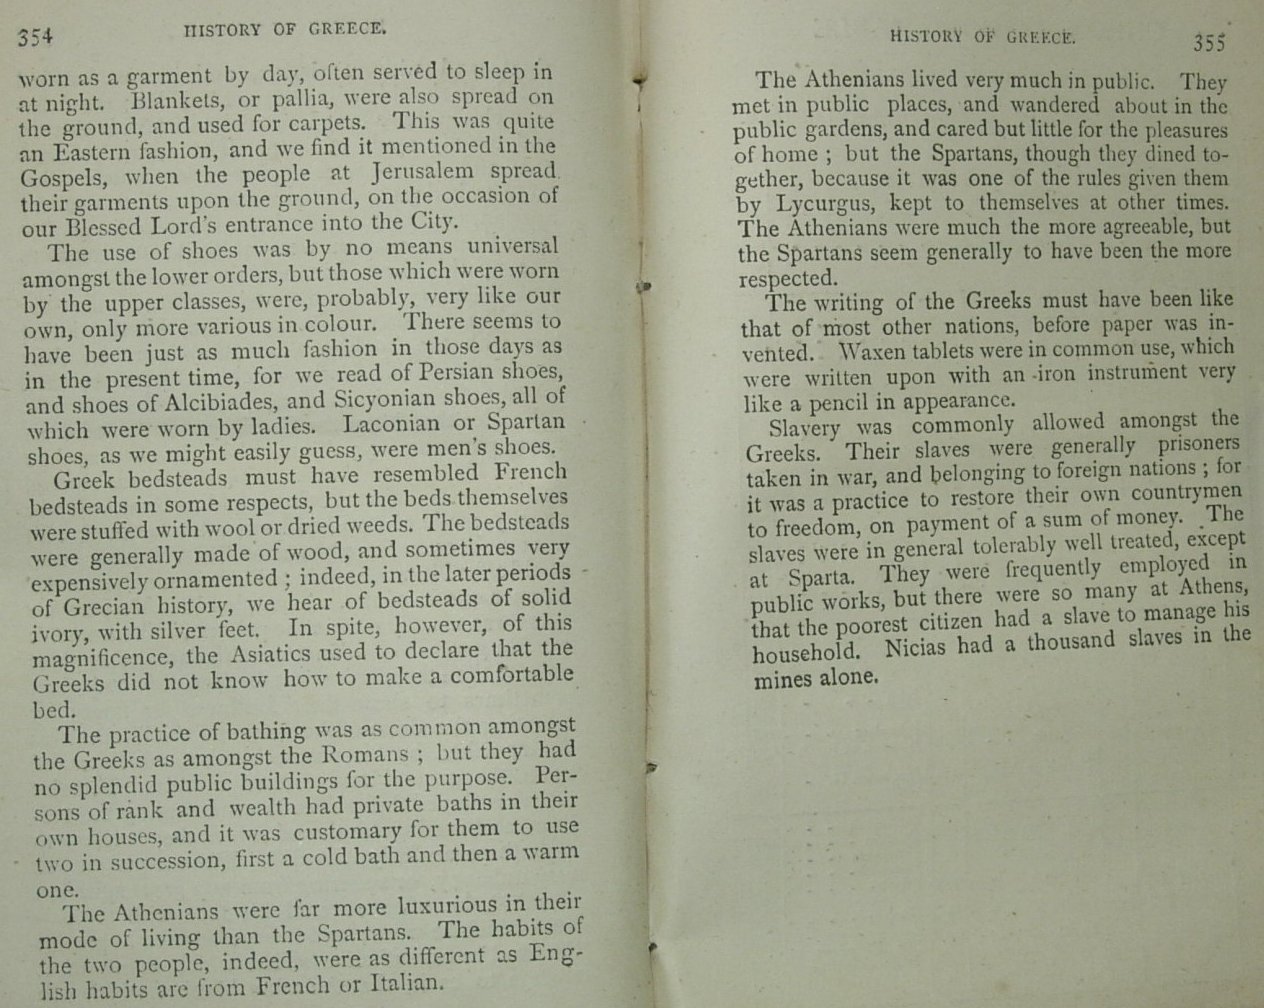 354
HISTORY OF GREECE.
worn as a garment by day, often served to sleep in
at night. Blankets, or pallia, were also spread on
the ground, and used for carpets. This was quite
an Eastern fashion, and we find it mentioned in the
Gospels, when the people at Jerusalem spread
their garments upon the ground, on the occasion of
our Blessed Lord's entrance into the City.
The use of shoes was by no means universal
amongst the lower orders, but those which were worn
by the upper classes, were, probably, very like our
own, only more various in colour. There seems to
have been just as much fashion in those days as
in the present time, for we read of Persian shoes,
and shoes of Alcibiades, and Sicyonian shoes, all of
which were worn by ladies. Laconian or Spartan
shoes, as we might easily guess, were men's shoes.
Greek bedsteads must have resembled French
bedsteads in some respects, but the beds themselves
were stuffed with wool or dried weeds. The bedsteads
were generally made of wood, and sometimes very
expensively ornamented ; indeed, in the later periods
of Grecian history, we hear of bedsteads of solid
ivory, with silver feet. In spite, however, of this
magnificence, the Asiatics used to declare that the
Greeks did not know how to make a comfortable
bed.
The practice of bathing was as common amongst
the Greeks as amongst the Romans ; but they had
no splendid public buildings for the purpose. Per-
sons of rank and wealth had private baths in their
own houses, and it was customary for them to use
two in succession, first a cold bath and then a warm
one.
The Athenians were far more luxurious in their
mode of living than the Spartans. The habits of
the two people, indeed, were as different as Eng-
lish habits are from French or Italian.
HISTORY OF GREECE.
355
The Athenians lived very much in public. They
met in public places, and wandered about in the
public gardens, and cared but little for the pleasures
of home ; but the Spartans, though they dined to-
gether, because it was one of the rules given them
by Lycurgus, kept to themselves at other times.
The Athenians were much the more agreeable, but
the Spartans seem generally to have been the more
respected.
The writing of the Greeks must have been like
that of most other nations, before paper was in-
vented. Waxen tablets were in common use, which
were written upon with an iron instrument very
like a pencil in appearance.
Slavery was commonly allowed amongst the
Greeks. Their slaves were generally prisoners
taken in war, and belonging to foreign nations ; for
it was a practice to restore their own countrymen
to freedom, on payment of a sum of money. The
slaves were in general tolerably well treated, except
at Sparta. They were frequently employed in
public works, but there were so many at Athens,
that the poorest citizen had a slave to manage his
household. Nicias had a thousand slaves in the
mines alone.